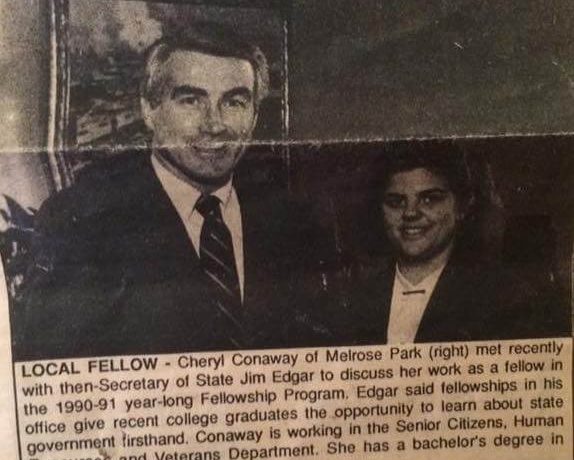 LOCAL FELLOW - Cheryl Conaway of Melrose Park (right) met recently
with then-Secretary of State Jim Edgar to discuss her work as a fellow in
the 1990-91 year-long Fellowship Program, Edgar said fellowships in his
office give recent college graduates the opportunity to learn about state
government firsthand. Conaway is working in the Senior Citizens, Human
and Veterans Department. She has a bachelor's degree in